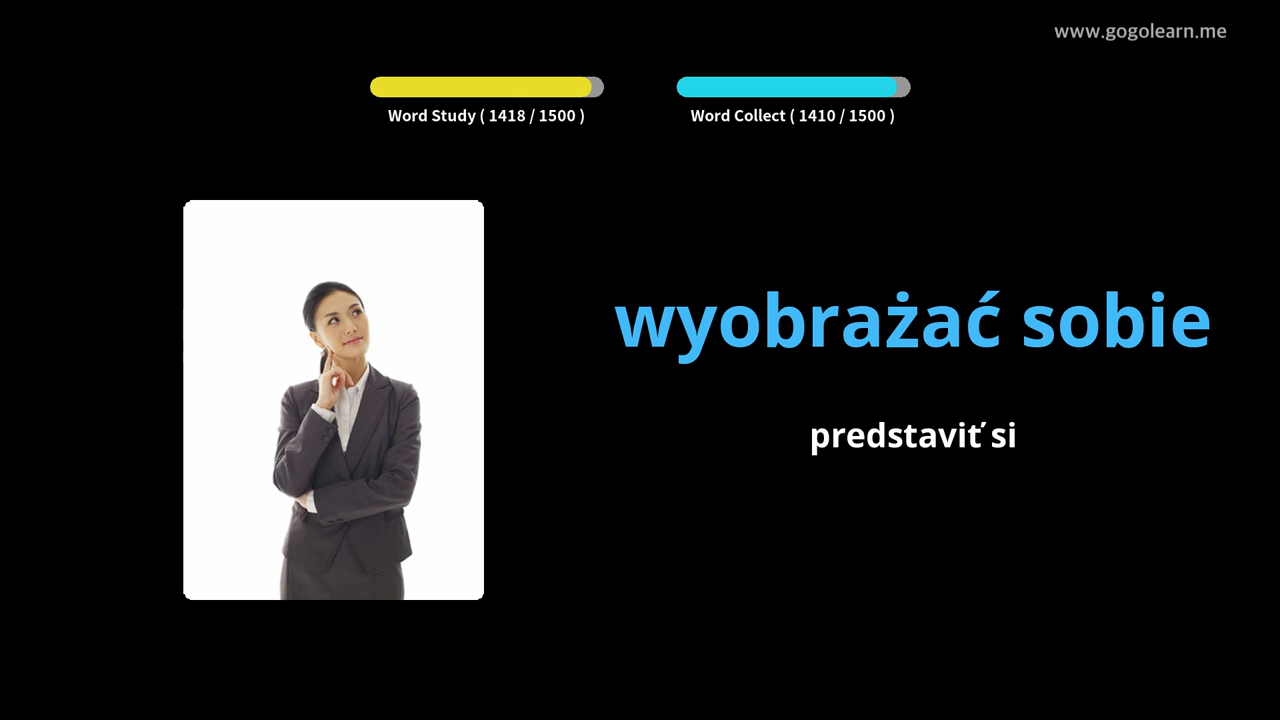 www.gogolearn.me
Word Study ( 1418 / 1500 )
Word Collect ( 1410 / 1500 )
wyobrażać sobie
predstaviť si